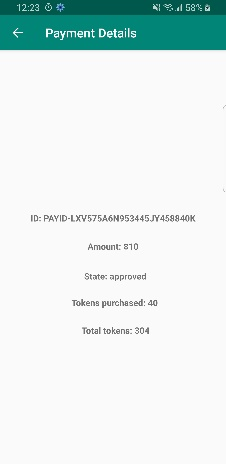 12:23 58%
Payment Details
ID: PAYID-LXV575A6N953445JY458840K
Amount: 810
State: approved
Tokens purchased: 40
Total tokens: 304